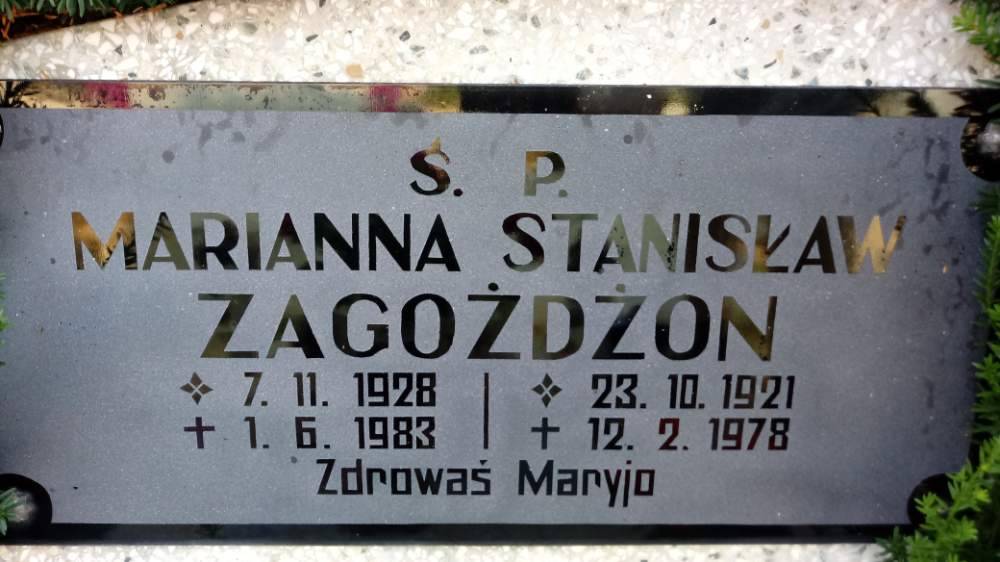 Ś. P.
MARIANNA STANISŁAW
ZAGOŻDŻON
7. 11. 1928 | 23. 10. 1921
1. 6. 1983 | 12. 2. 1978
Zdrowaś Maryjo